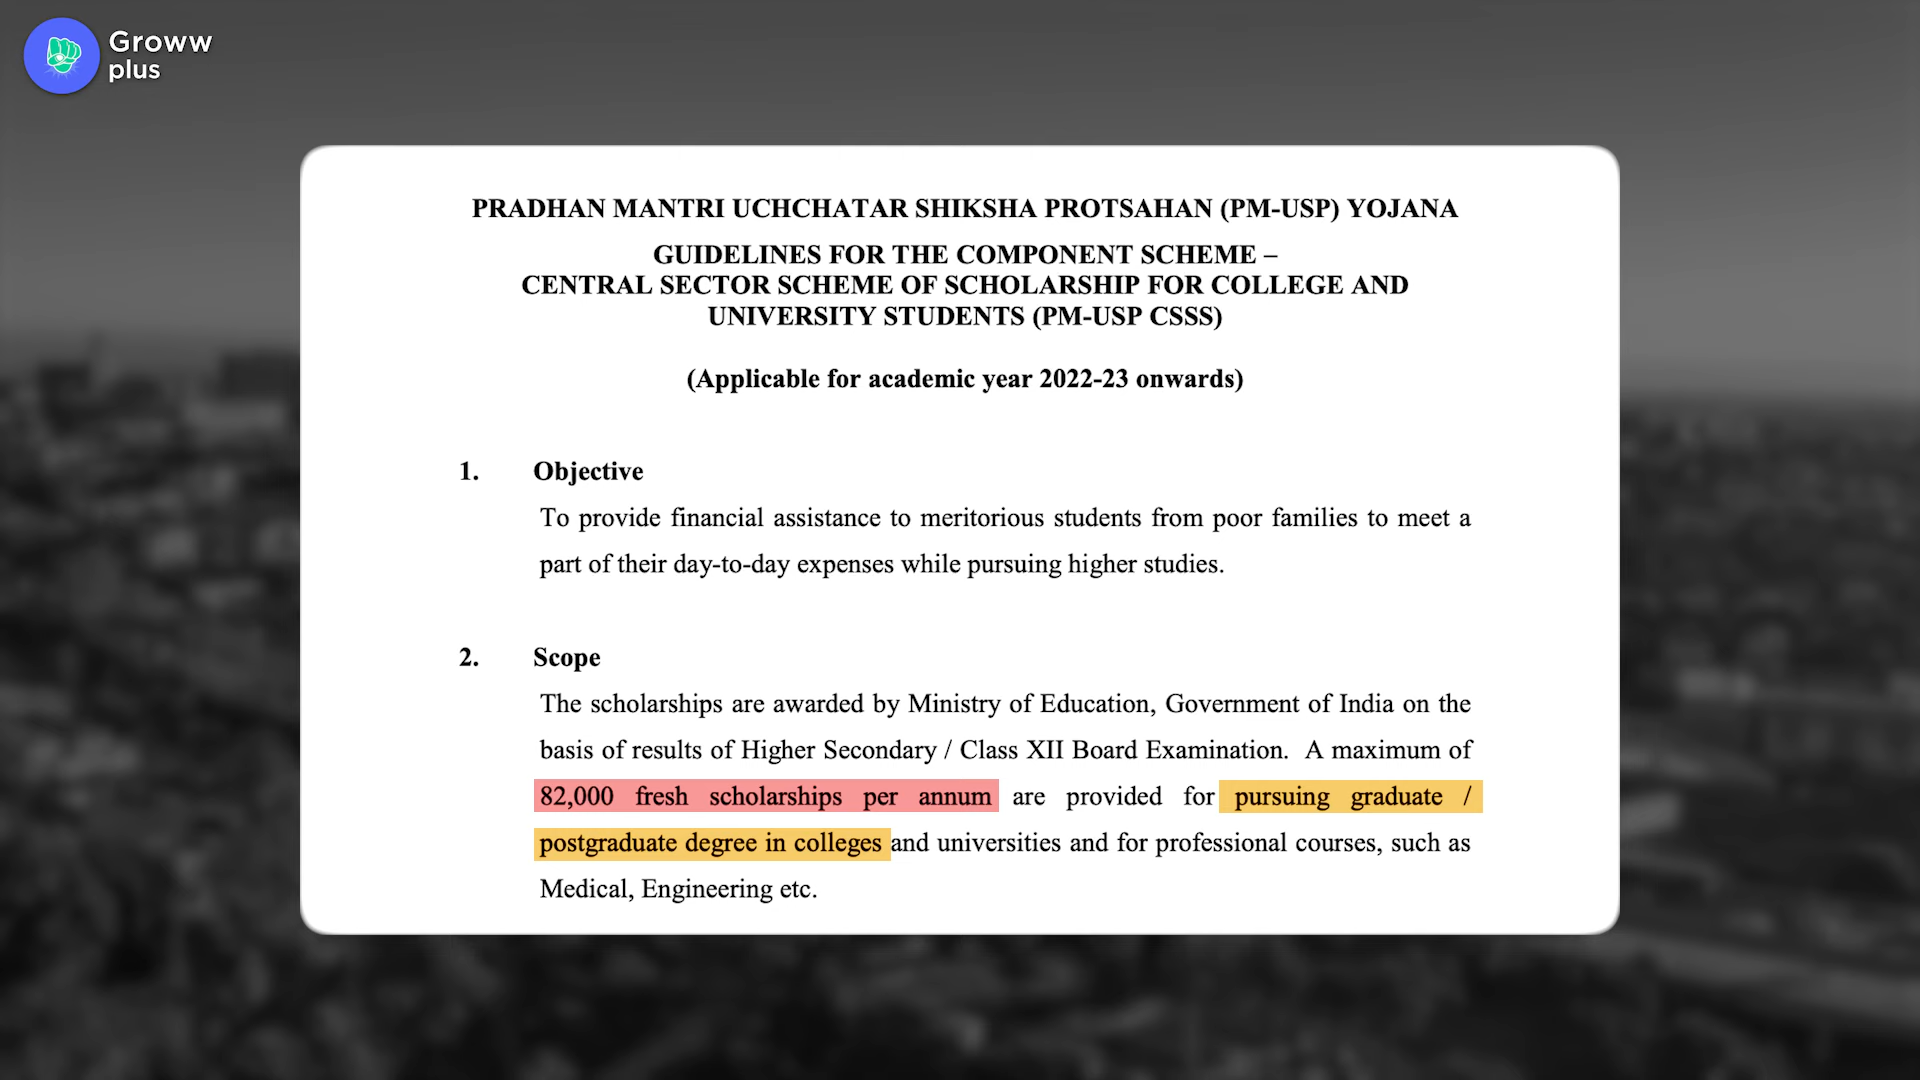 Groww
plus
PRADHAN MANTRI UCHCHATAR SHIKSHA PROTSAHAN (PM-USP) YOJANA
GUIDELINES FOR THE COMPONENT SCHEME –
CENTRAL SECTOR SCHEME OF SCHOLARSHIP FOR COLLEGE AND
UNIVERSITY STUDENTS (PM-USP CSSS)
(Applicable for academic year 2022-23 onwards)
1. Objective
To provide financial assistance to meritorious students from poor families to meet a
part of their day-to-day expenses while pursuing higher studies.
2. Scope
The scholarships are awarded by Ministry of Education, Government of India on the
basis of results of Higher Secondary / Class XII Board Examination. A maximum of
82,000 fresh scholarships per annum are provided for pursuing graduate /
postgraduate degree in colleges and universities and for professional courses, such as
Medical, Engineering etc.